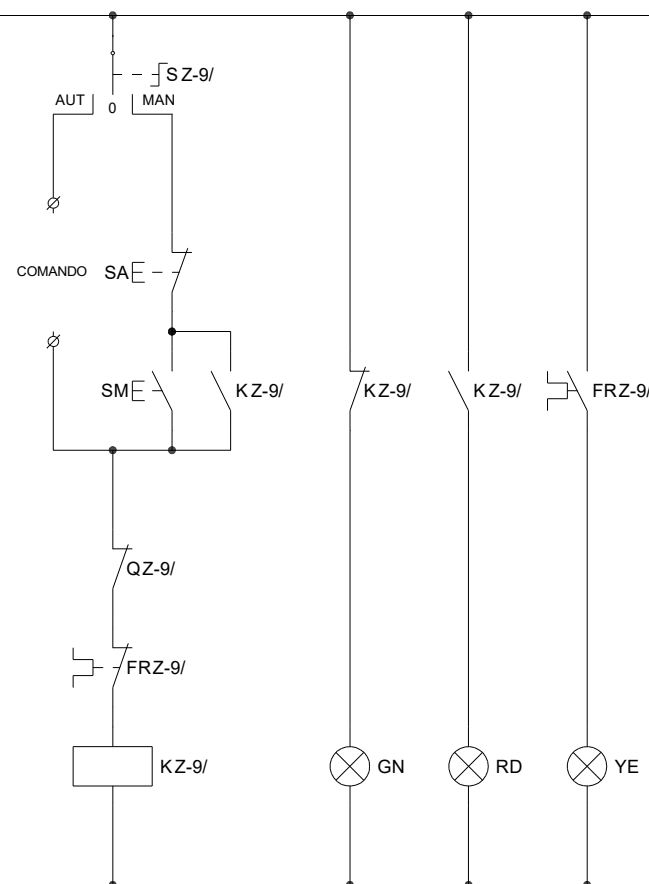 SZ-9/
AUT
0
MAN
COMANDO
SA
SM
KZ-9/
KZ-9/
KZ-9/
FRZ-9/
QZ-9/
FRZ-9/
KZ-9/
GN
RD
YE